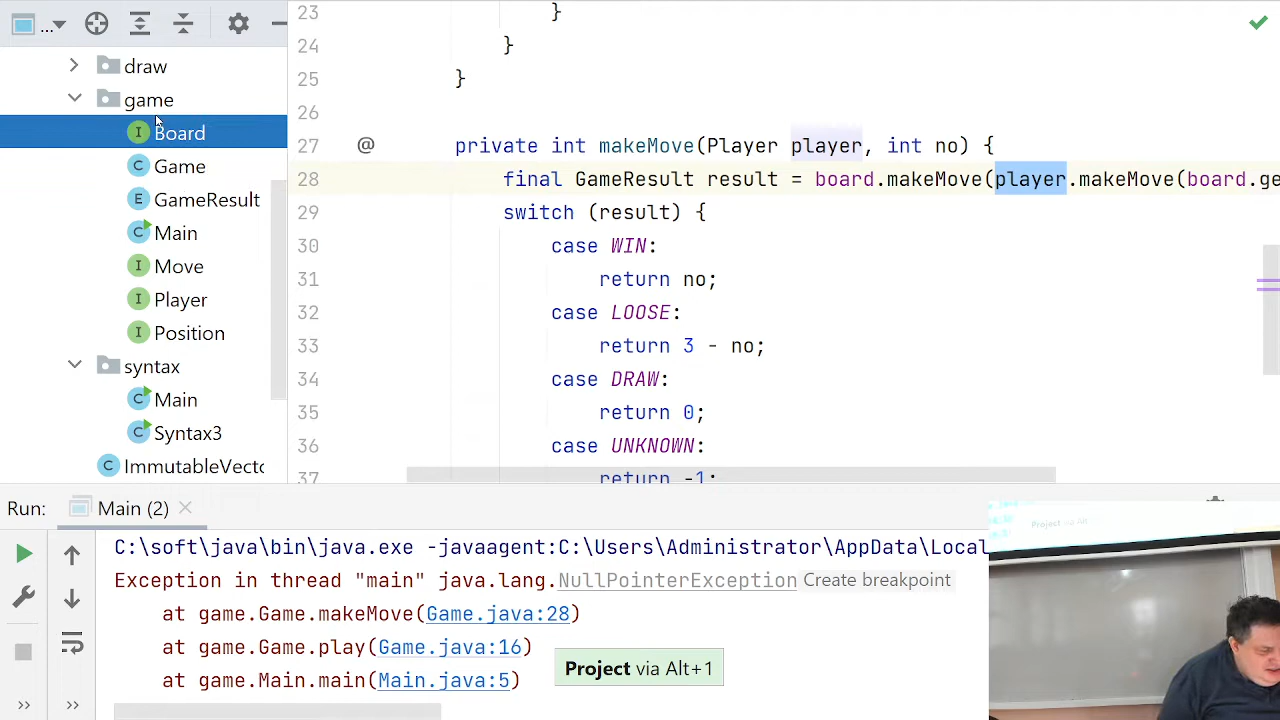 ...
draw
game
Board
Game
GameResult
Main
Move
Player
Position
syntax
Main
Syntax3
ImmutableVecto
23 }
24 }
25 }
26
27 private int makeMove(Player player, int no) {
28 final GameResult result = board.makeMove(player.makeMove(board.ge
29 switch (result) {
30 case WIN:
31 return no;
32 case LOOSE:
33 return 3 - no;
34 case DRAW:
35 return 0;
36 case UNKNOWN:
37 return -1;
Run: Main (2)
C:\soft\java\bin\java.exe -javaagent:C:\Users\Administrator\AppData\Local
Exception in thread "main" java.lang.NullPointerException Create breakpoint
at game.Game.makeMove(Game.java:28)
at game.Game.play(Game.java:16)
at game.Main.main(Main.java:5)
Project via Alt+1
Project via Alt